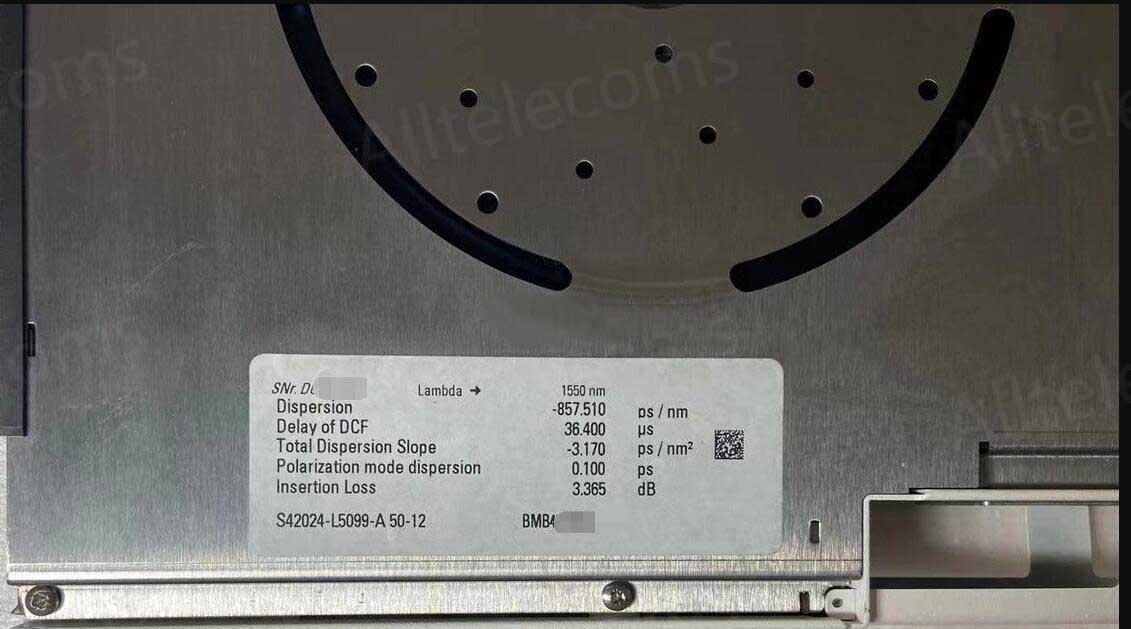 Alltelecoms
SNr. D
Lambda → 1550 nm
Dispersion -857.510 ps / nm
Delay of DCF 36.400 µs
Total Dispersion Slope -3.170 ps / nm²
Polarization mode dispersion 0.100 ps
Insertion Loss 3.365 dB
S42024-L5099-A 50-12 BMB4